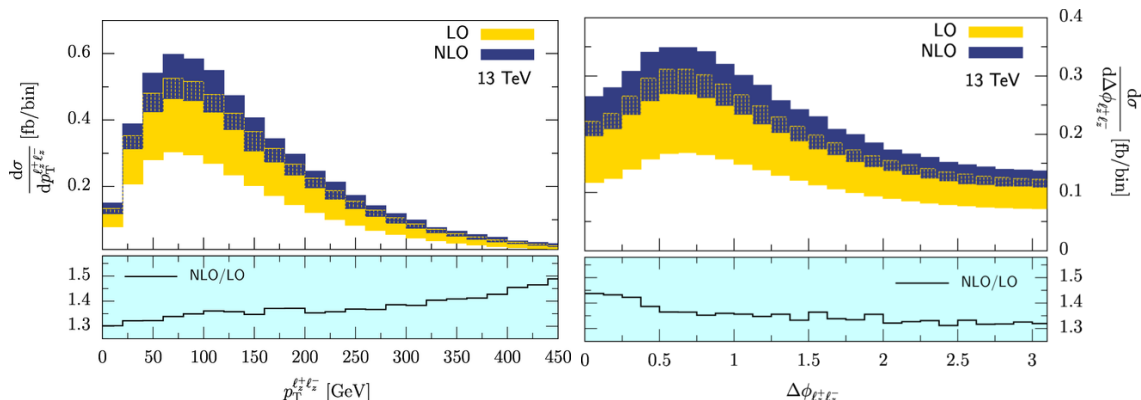 dσ/dp_T^{ℓ_z^+ℓ_z^-} [fb/bin]
0.6
0.4
0.2
LO
NLO
13 TeV
NLO/LO
1.5
1.4
1.3
0 50 100 150 200 250 300 350 400 450
p_T^{ℓ_z^+ℓ_z^-} [GeV]
LO
NLO
13 TeV
0.4
0.3
0.2
0.1
0
dσ/dΔϕ_{ℓ_z^+ℓ_z^-} [fb/bin]
NLO/LO
1.5
1.4
1.3
0 0.5 1 1.5 2 2.5 3
Δϕ_{ℓ_z^+ℓ_z^-}